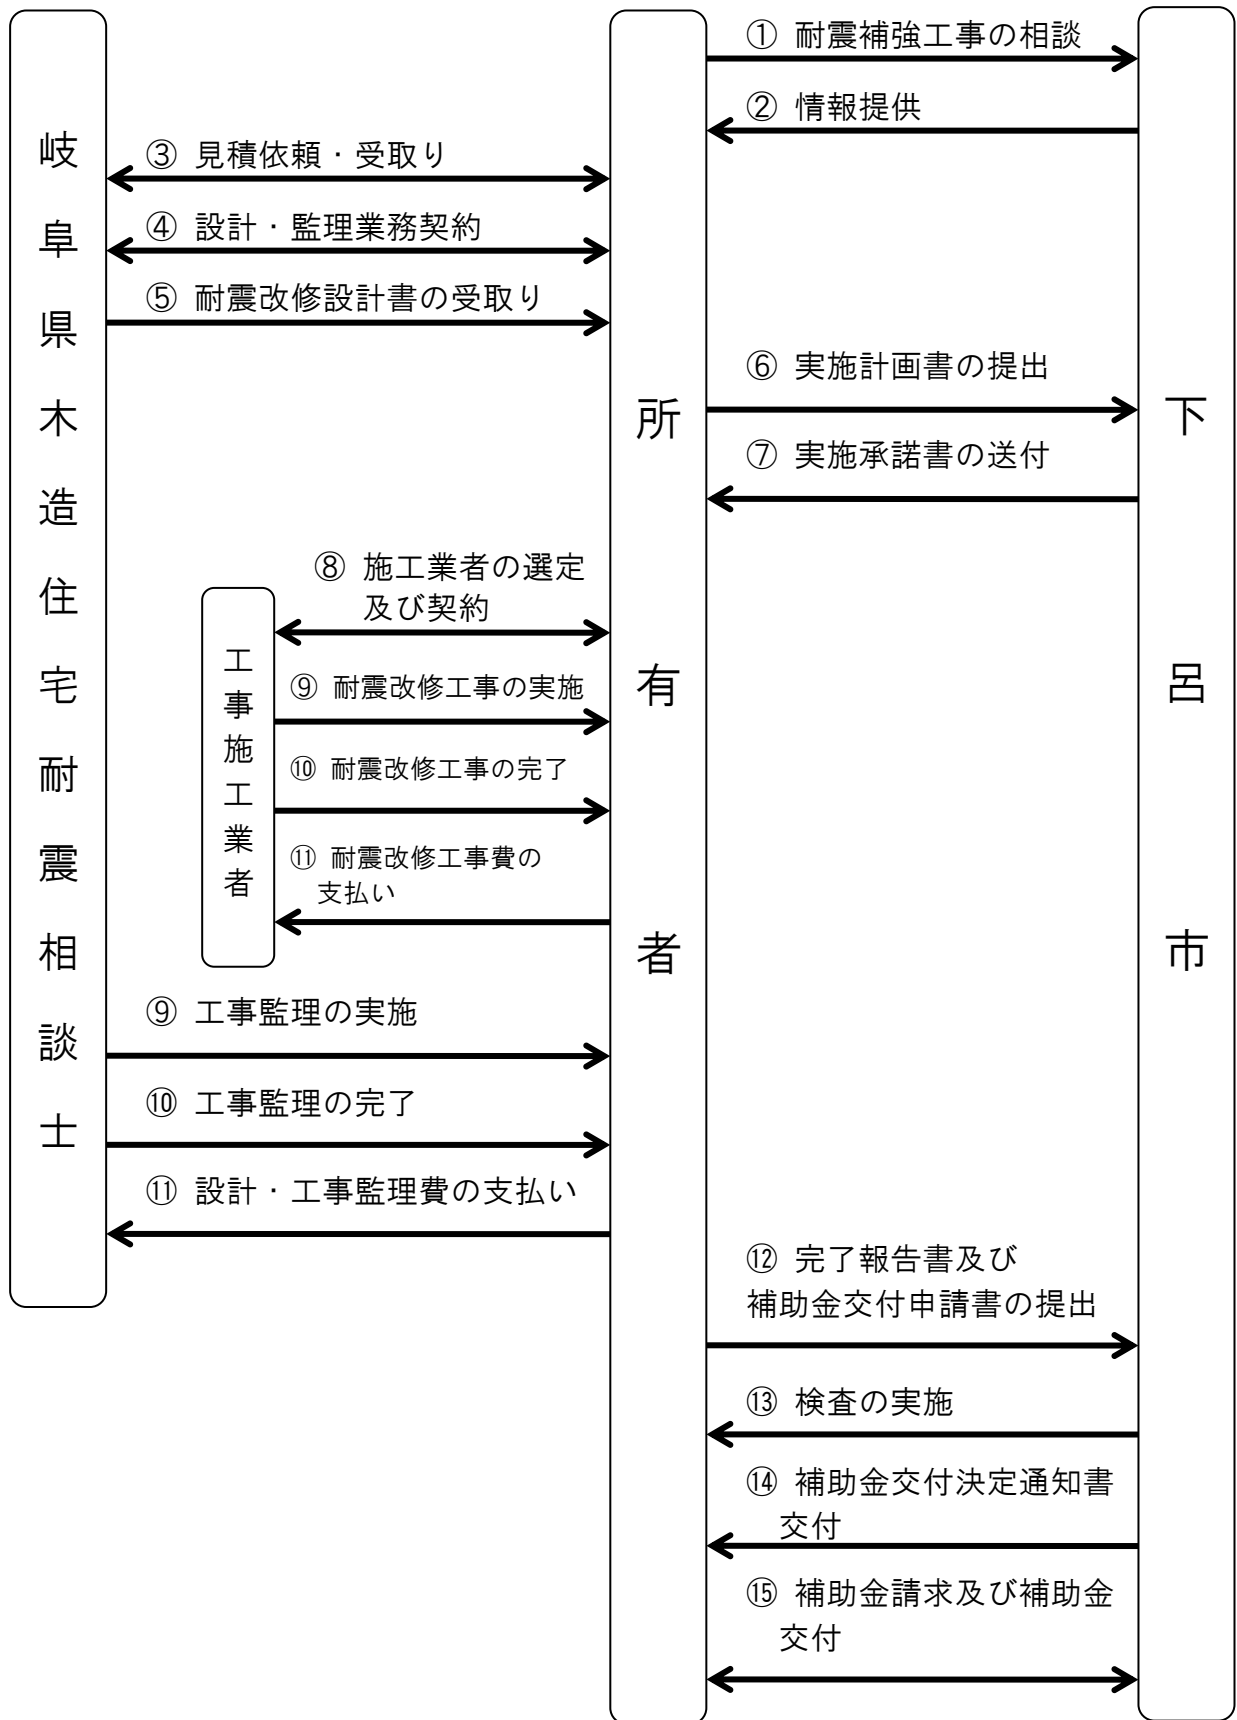 ① 耐震補強工事の相談
② 情報提供
岐阜県木造住宅耐震相談士
③ 見積依頼・受取り
④ 設計・監理業務契約
⑤ 耐震改修設計書の受取り
所有者
下呂市
⑥ 実施計画書の提出
⑦ 実施承諾書の送付
⑧ 施工業者の選定
及び契約
工事施工業者
⑨ 耐震改修工事の実施
⑩ 耐震改修工事の完了
⑪ 耐震改修工事費の
支払い
⑨ 工事監理の実施
⑩ 工事監理の完了
⑪ 設計・工事監理費の支払い
⑫ 完了報告書及び
補助金交付申請書の提出
⑬ 検査の実施
⑭ 補助金交付決定通知書
交付
⑮ 補助金請求及び補助金
交付